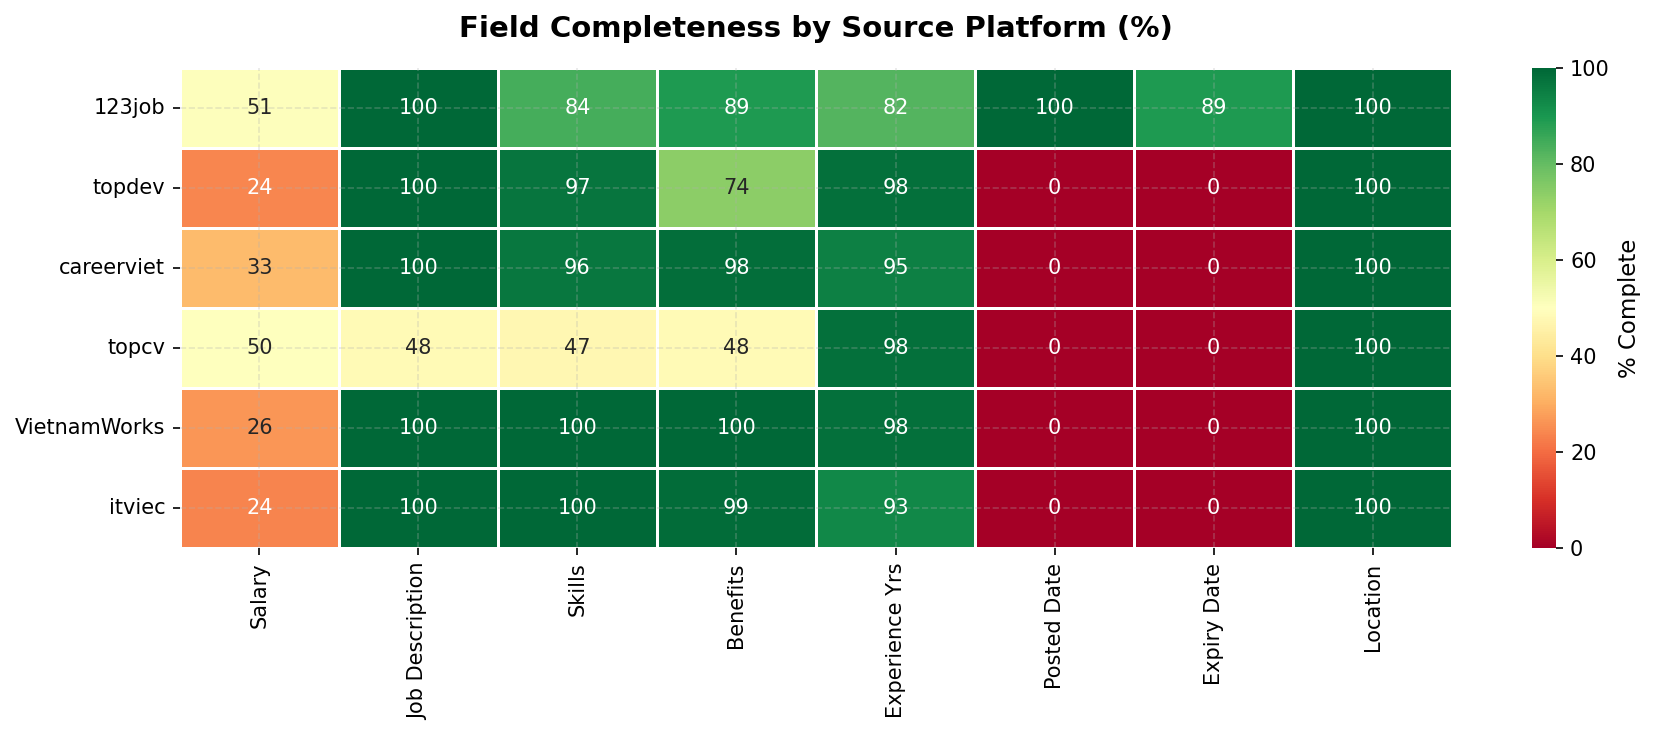 Field Completeness by Source Platform (%)
123job 51 100 84 89 82 100 89 100
topdev 24 100 97 74 98 0 0 100
careerviet 33 100 96 98 95 0 0 100
topcv 50 48 47 48 98 0 0 100
VietnamWorks 26 100 100 100 98 0 0 100
itviec 24 100 100 99 93 0 0 100
Salary
Job Description
Skills
Benefits
Experience Yrs
Posted Date
Expiry Date
Location
100
80
60
40
20
0
% Complete